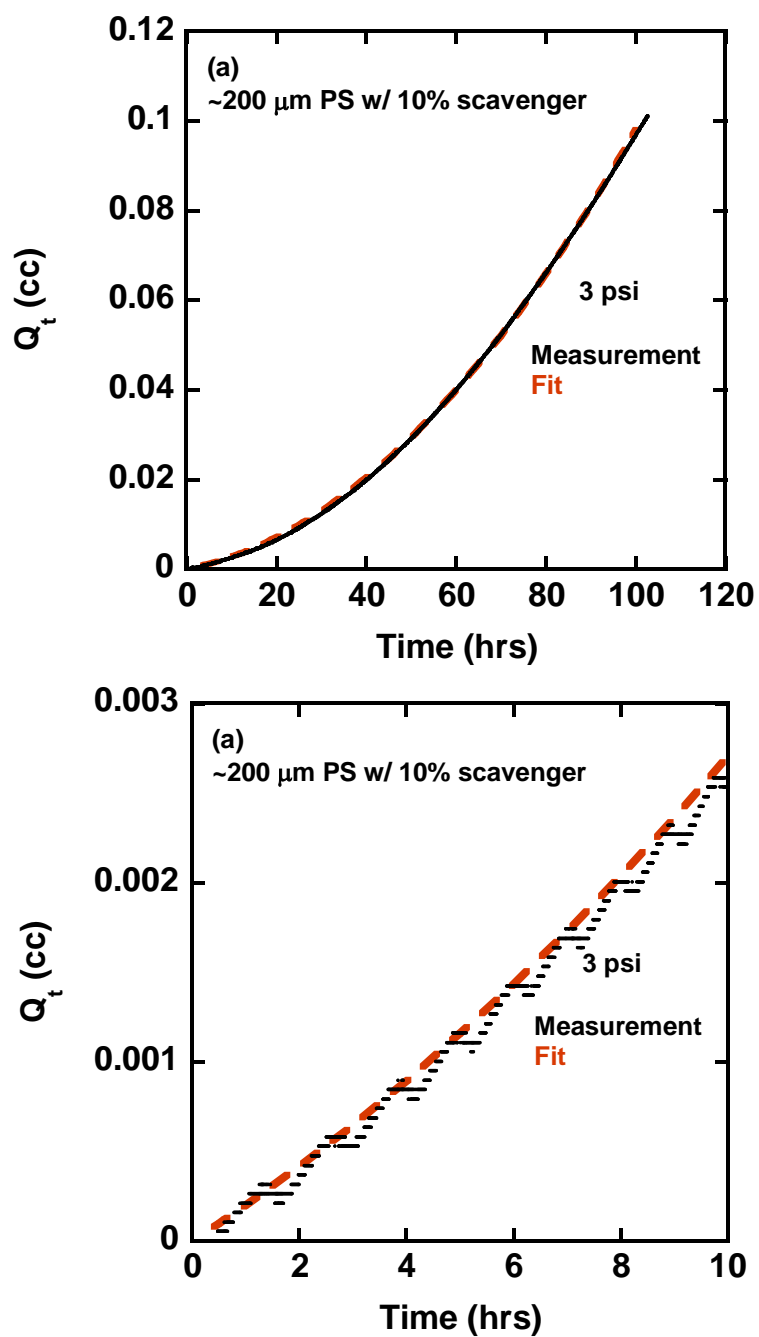 0.12
(a)
~200 μm PS w/ 10% scavenger
0.1
0.08
3 psi
0.06
Q_t (cc)
Measurement
Fit
0.04
0.02
0
0 20 40 60 80 100 120
Time (hrs)
0.003
(a)
~200 μm PS w/ 10% scavenger
0.002
3 psi
Q_t (cc)
Measurement
Fit
0.001
0
0 2 4 6 8 10
Time (hrs)